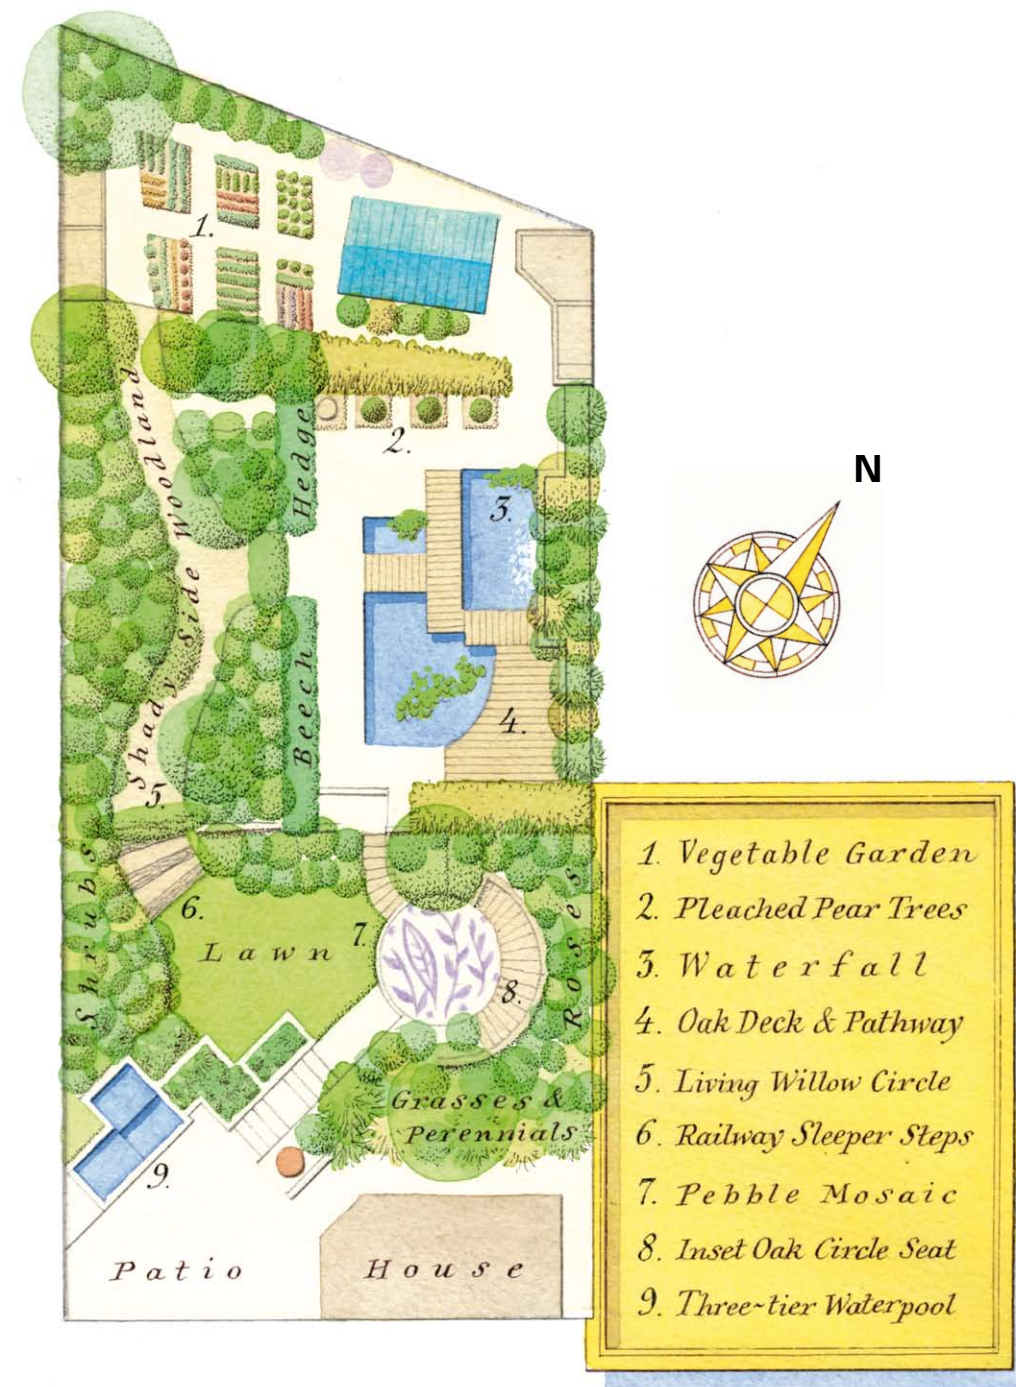 1.
Hedge
2.
N
3.
Shady Side Woodland
Beech
4.
5.
Shrubs
6.
Lawn
7.
8.
Roses
Grasses &
Perennials
9.
Patio
House
1. Vegetable Garden
2. Pleached Pear Trees
3. Waterfall
4. Oak Deck & Pathway
5. Living Willow Circle
6. Railway Sleeper Steps
7. Pebble Mosaic
8. Inset Oak Circle Seat
9. Three~tier Waterpool